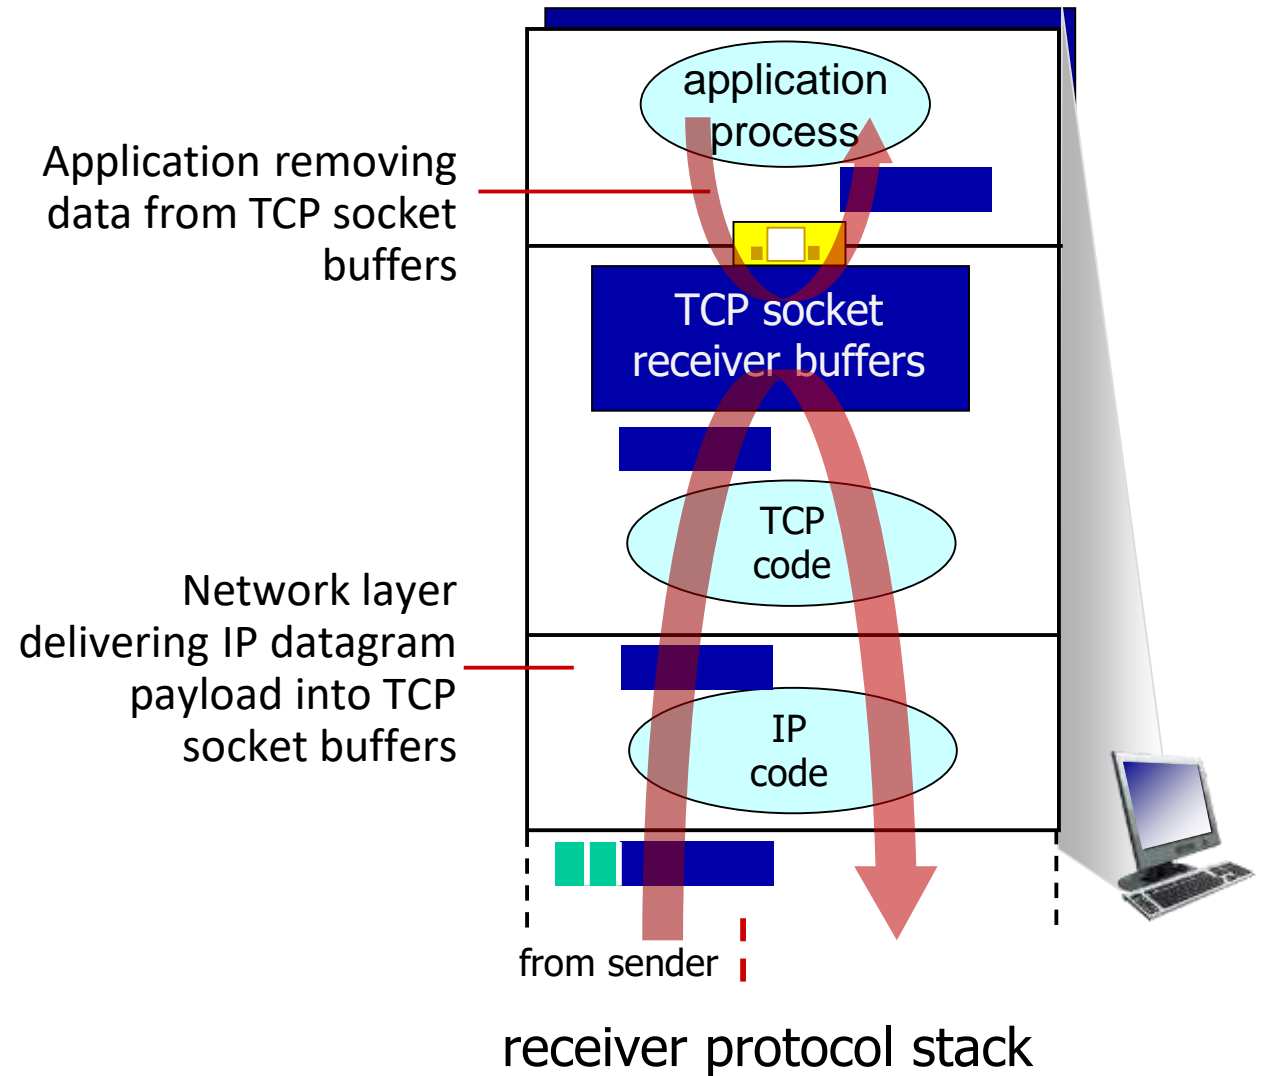 application
process
Application removing
data from TCP socket
buffers
TCP socket
receiver buffers
TCP
code
Network layer
delivering IP datagram
payload into TCP
socket buffers
IP
code
from sender
receiver protocol stack